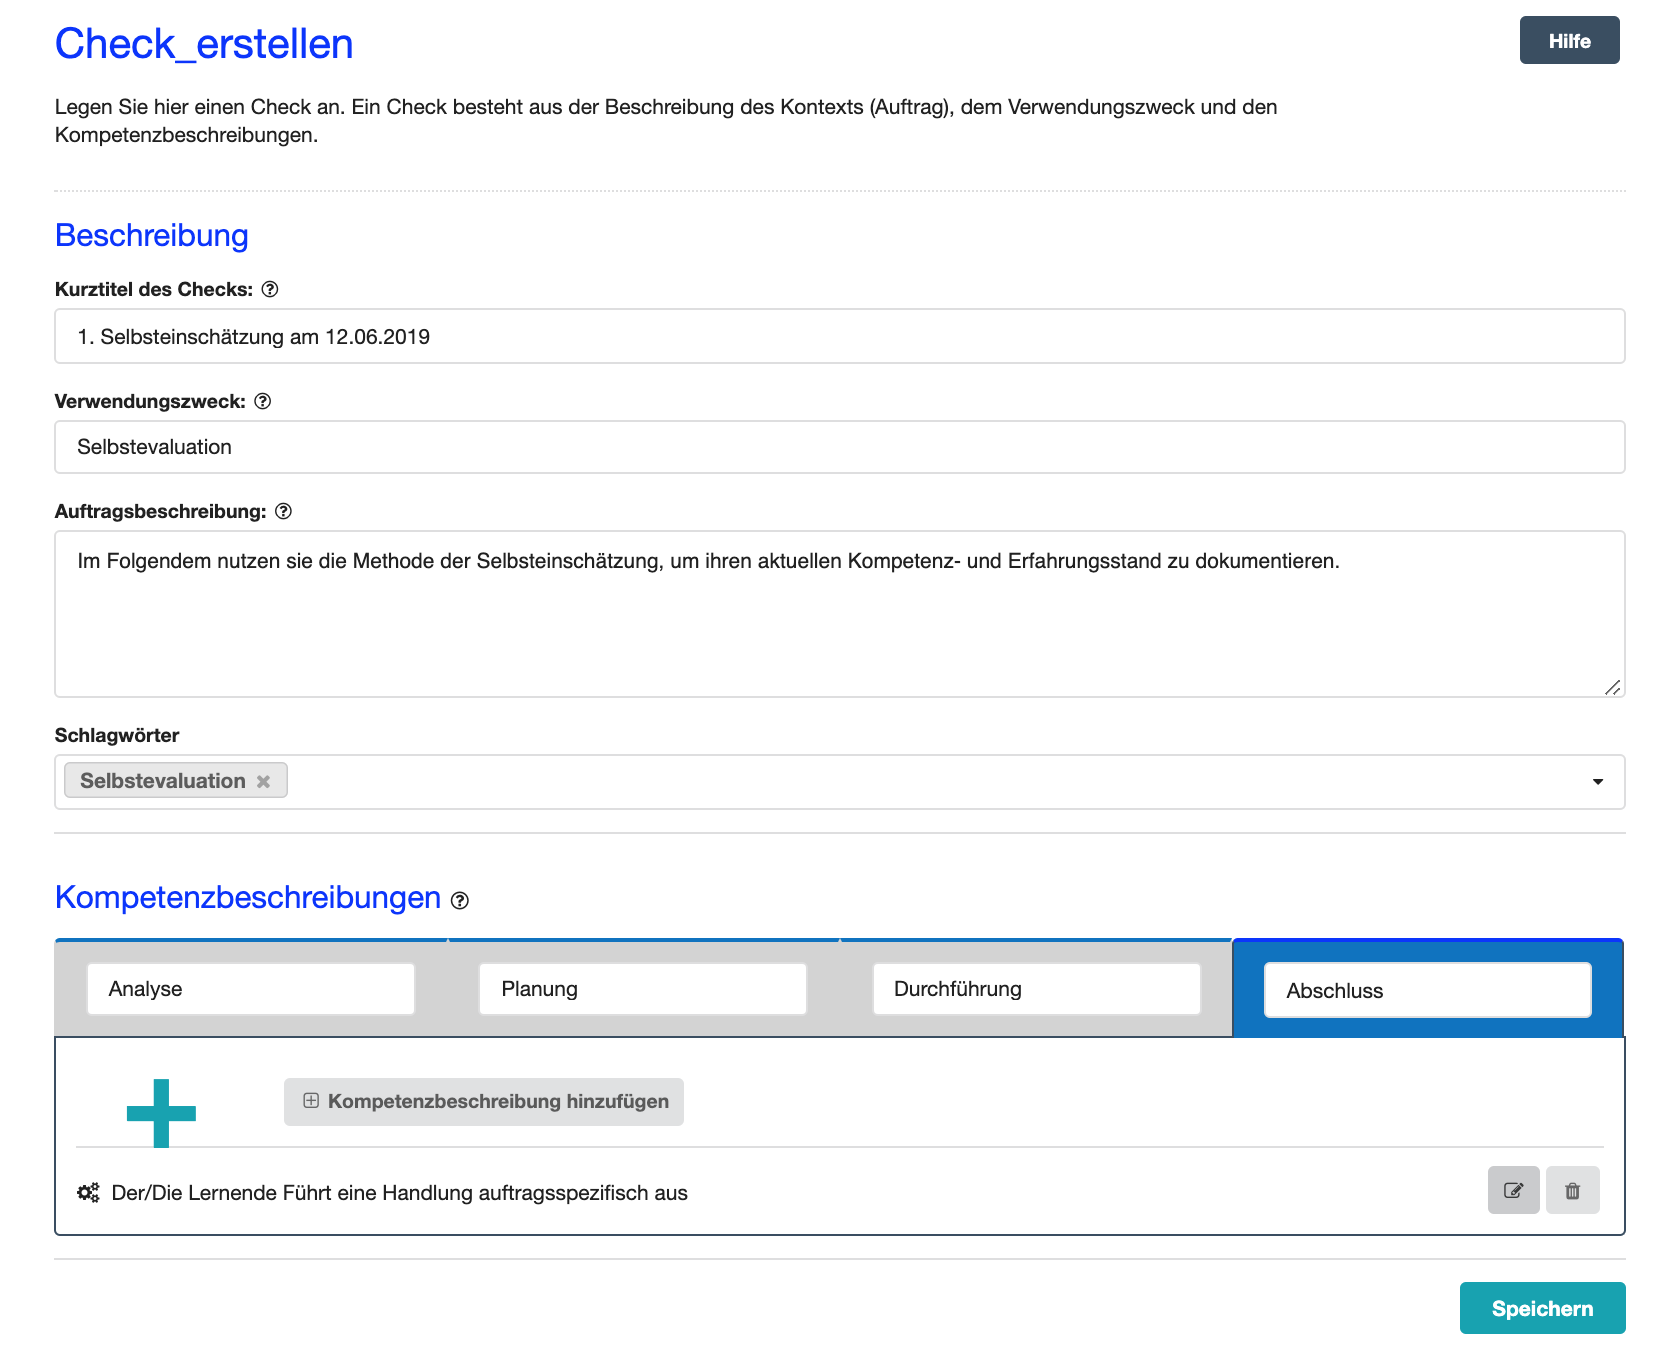 Check_erstellen
Hilfe
Legen Sie hier einen Check an. Ein Check besteht aus der Beschreibung des Kontexts (Auftrag), dem Verwendungszweck und den
Kompetenzbeschreibungen.
Beschreibung
Kurztitel des Checks:
1. Selbsteinschätzung am 12.06.2019
Verwendungszweck:
Selbstevaluation
Auftragsbeschreibung:
Im Folgendem nutzen sie die Methode der Selbsteinschätzung, um ihren aktuellen Kompetenz- und Erfahrungsstand zu dokumentieren.
Schlagwörter
Selbstevaluation
Kompetenzbeschreibungen
Analyse
Planung
Durchführung
Abschluss
Kompetenzbeschreibung hinzufügen
Der/Die Lernende Führt eine Handlung auftragsspezifisch aus
Speichern